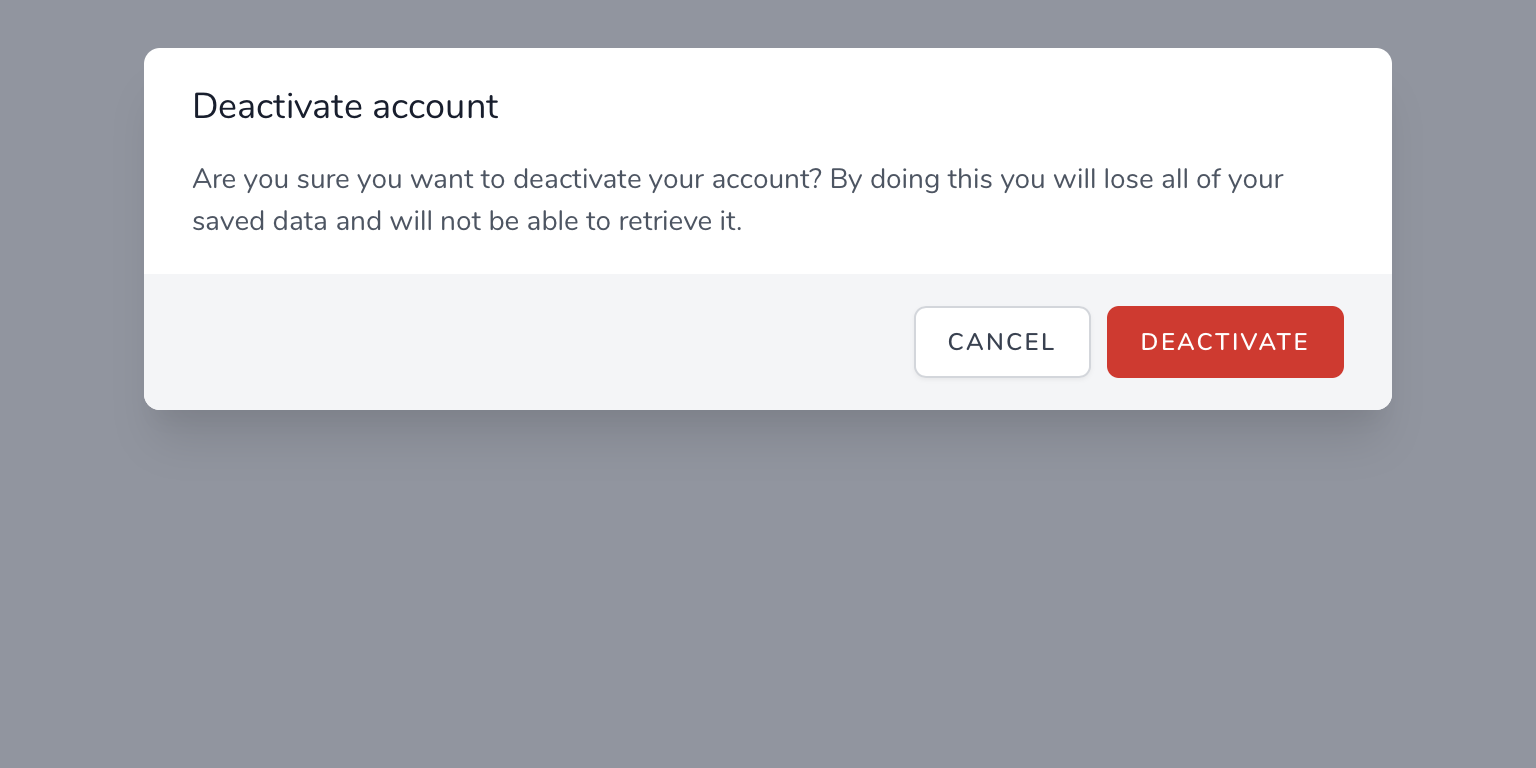 Deactivate account
Are you sure you want to deactivate your account? By doing this you will lose all of your
saved data and will not be able to retrieve it.
CANCEL
DEACTIVATE